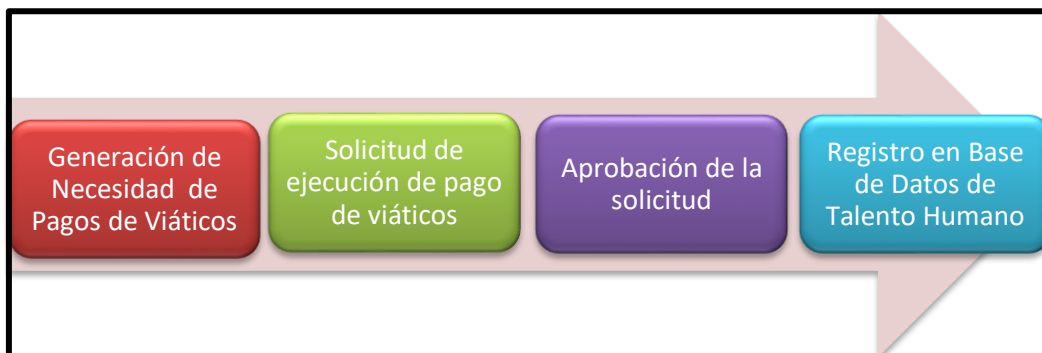 Generación de
Necesidad de
Pagos de Viáticos
Solicitud de
ejecución de pago
de viáticos
Aprobación de la
solicitud
Registro en Base
de Datos de
Talento Humano